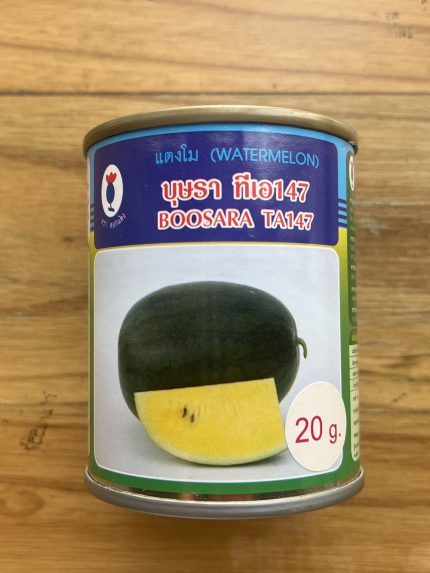 แตงโม (WATERMELON)
บุษรา ทีเอ147
BOOSARA TA147
20 g.